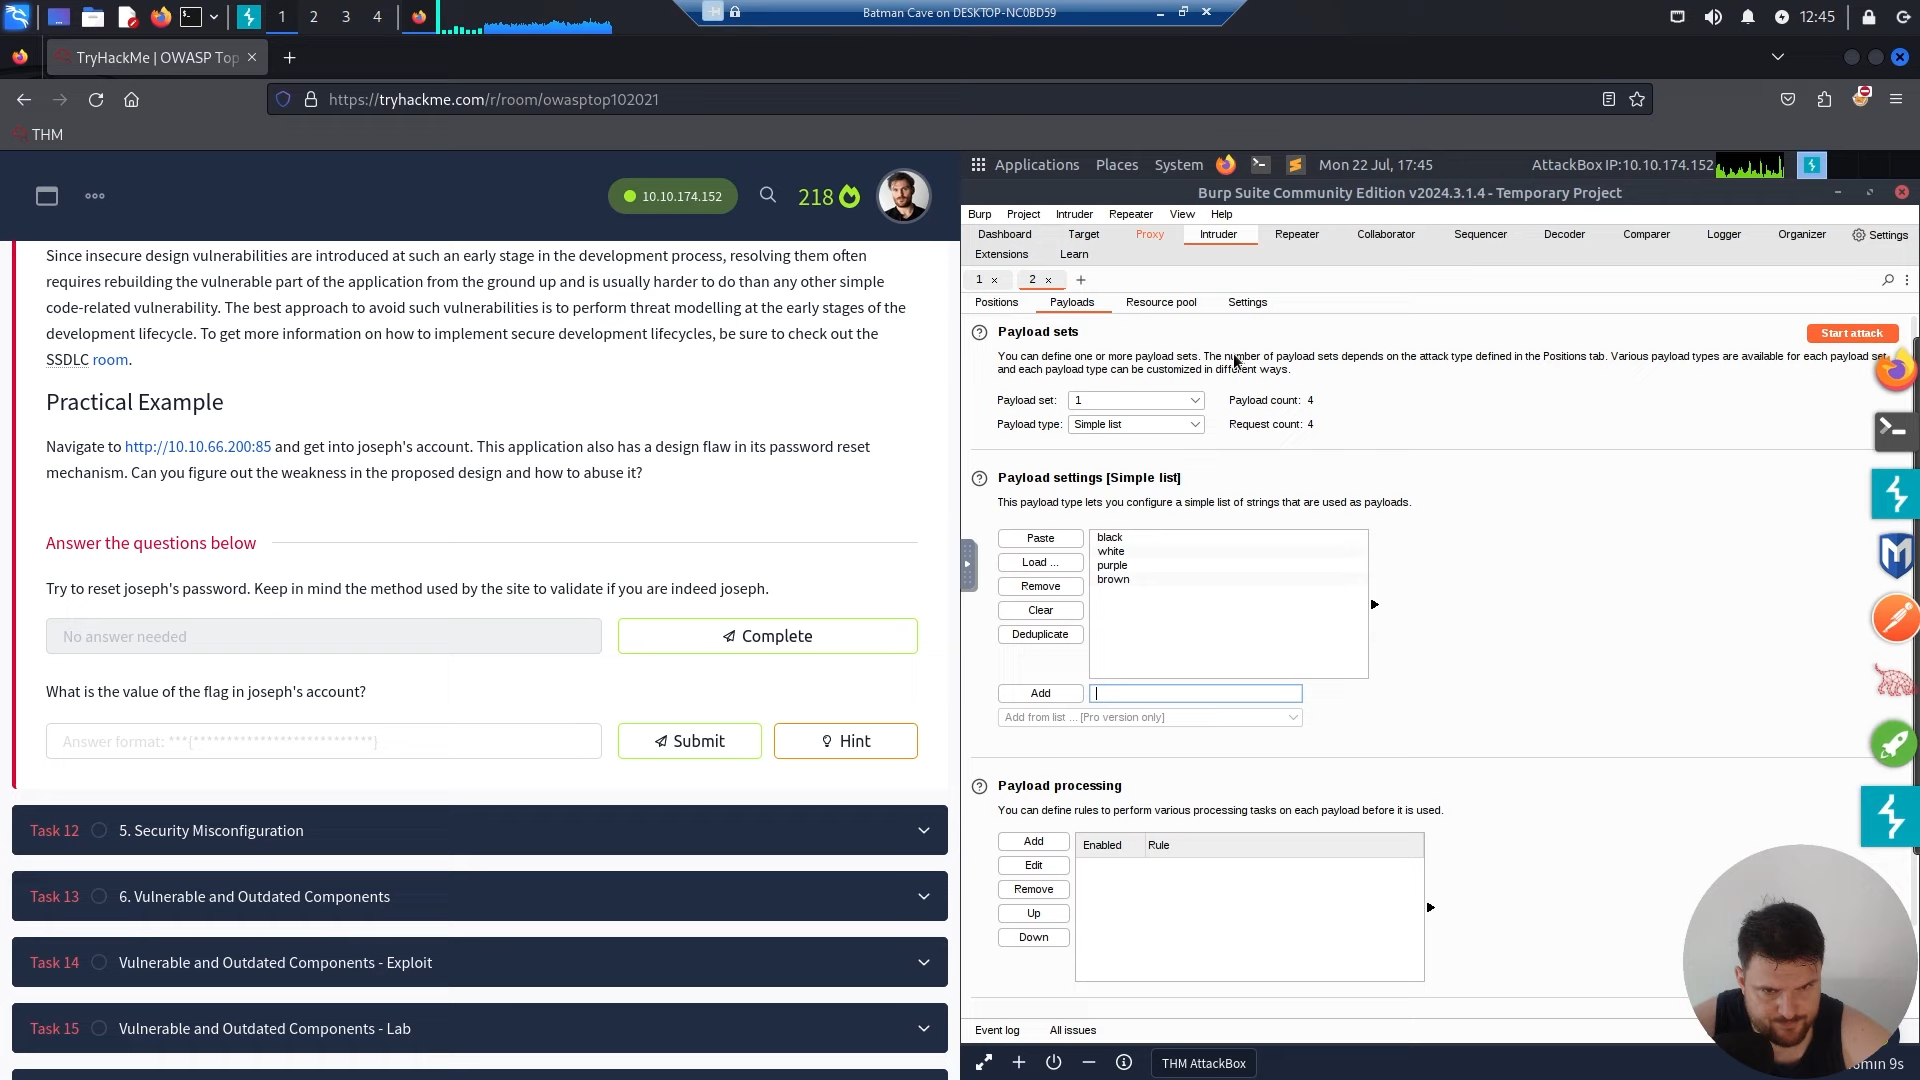 1
2
3
4
Batman Cave on DESKTOP-NC0BD59
12:45
TryHackMe | OWASP Top
https://tryhackme.com/r/room/owasptop102021
THM
10.10.174.152
218
Since insecure design vulnerabilities are introduced at such an early stage in the development process, resolving them often
requires rebuilding the vulnerable part of the application from the ground up and is usually harder to do than any other simple
code-related vulnerability. The best approach to avoid such vulnerabilities is to perform threat modelling at the early stages of the
development lifecycle. To get more information on how to implement secure development lifecycles, be sure to check out the
SSDLC room.
Practical Example
Navigate to http://10.10.66.200:85 and get into joseph's account. This application also has a design flaw in its password reset
mechanism. Can you figure out the weakness in the proposed design and how to abuse it?
Answer the questions below
Try to reset joseph's password. Keep in mind the method used by the site to validate if you are indeed joseph.
No answer needed
Complete
What is the value of the flag in joseph's account?
Answer format: ***{***************************}
Submit
Hint
Task 12 5. Security Misconfiguration
Task 13 6. Vulnerable and Outdated Components
Task 14 Vulnerable and Outdated Components - Exploit
Task 15 Vulnerable and Outdated Components - Lab
Applications Places System Mon 22 Jul, 17:45 AttackBox IP:10.10.174.152
Burp Suite Community Edition v2024.3.1.4 - Temporary Project
Burp Project Intruder Repeater View Help
Dashboard Target Proxy Intruder Repeater Collaborator Sequencer Decoder Comparer Logger Organizer Settings
Extensions Learn
1 × 2 × +
Positions Payloads Resource pool Settings
Payload sets
Start attack
You can define one or more payload sets. The number of payload sets depends on the attack type defined in the Positions tab. Various payload types are available for each payload set,
and each payload type can be customized in different ways.
Payload set: 1 Payload count: 4
Payload type: Simple list Request count: 4
Payload settings [Simple list]
This payload type lets you configure a simple list of strings that are used as payloads.
Paste
Load ...
Remove
Clear
Deduplicate
black
white
purple
brown
Add
Add from list ... [Pro version only]
Payload processing
You can define rules to perform various processing tasks on each payload before it is used.
Add
Edit
Remove
Up
Down
Enabled Rule
Event log All issues
THM AttackBox
min 9s